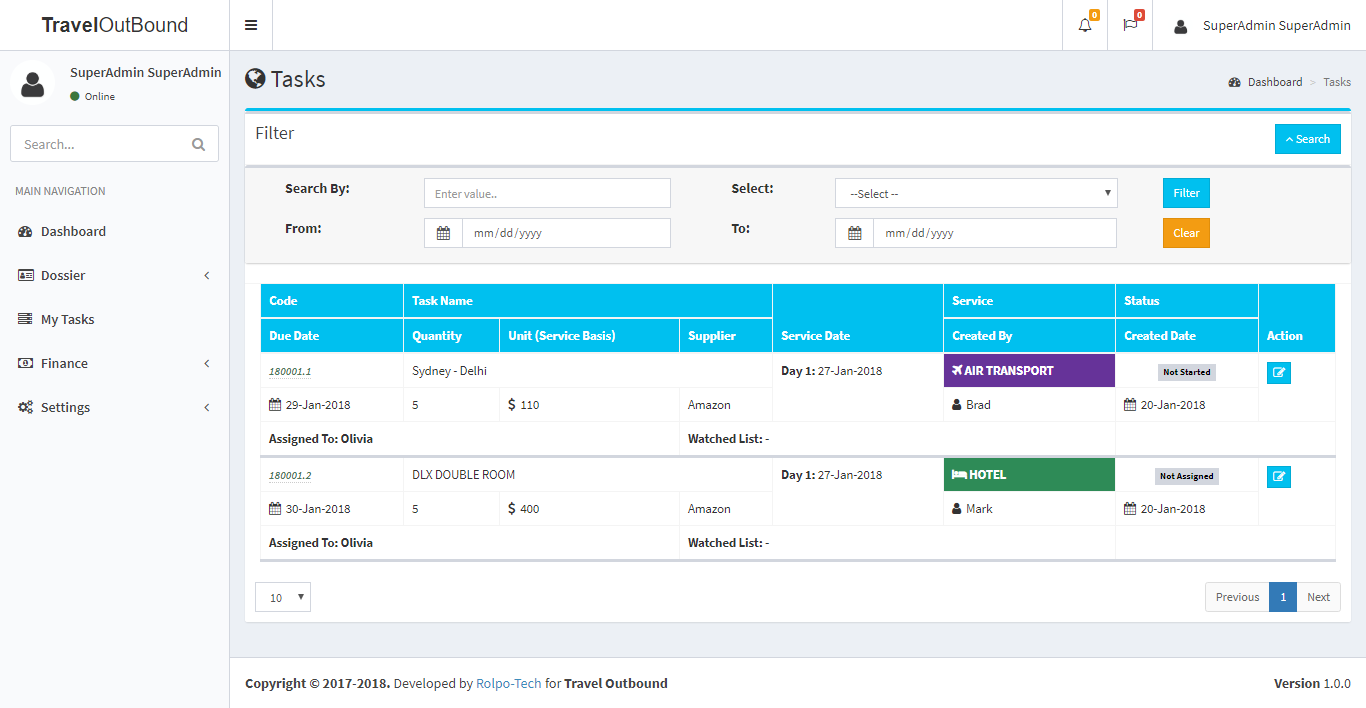 TravelOutBound
0
0
SuperAdmin SuperAdmin
SuperAdmin SuperAdmin
Online
Search...
MAIN NAVIGATION
Dashboard
Dossier
My Tasks
Finance
Settings
Tasks
Dashboard > Tasks
Filter
Search
Search By: Enter value.. Select: --Select -- Filter
From: mm/dd/yyyy To: mm/dd/yyyy Clear
Code Task Name Service Status
Due Date Quantity Unit (Service Basis) Supplier Service Date Created By Created Date Action
180001.1 Sydney - Delhi Day 1: 27-Jan-2018 AIR TRANSPORT Not Started
29-Jan-2018 5 $ 110 Amazon Brad 20-Jan-2018
Assigned To: Olivia Watched List: -
180001.2 DLX DOUBLE ROOM Day 1: 27-Jan-2018 HOTEL Not Assigned
30-Jan-2018 5 $ 400 Amazon Mark 20-Jan-2018
Assigned To: Olivia Watched List: -
10 Previous 1 Next
Copyright © 2017-2018. Developed by Rolpo-Tech for Travel Outbound Version 1.0.0